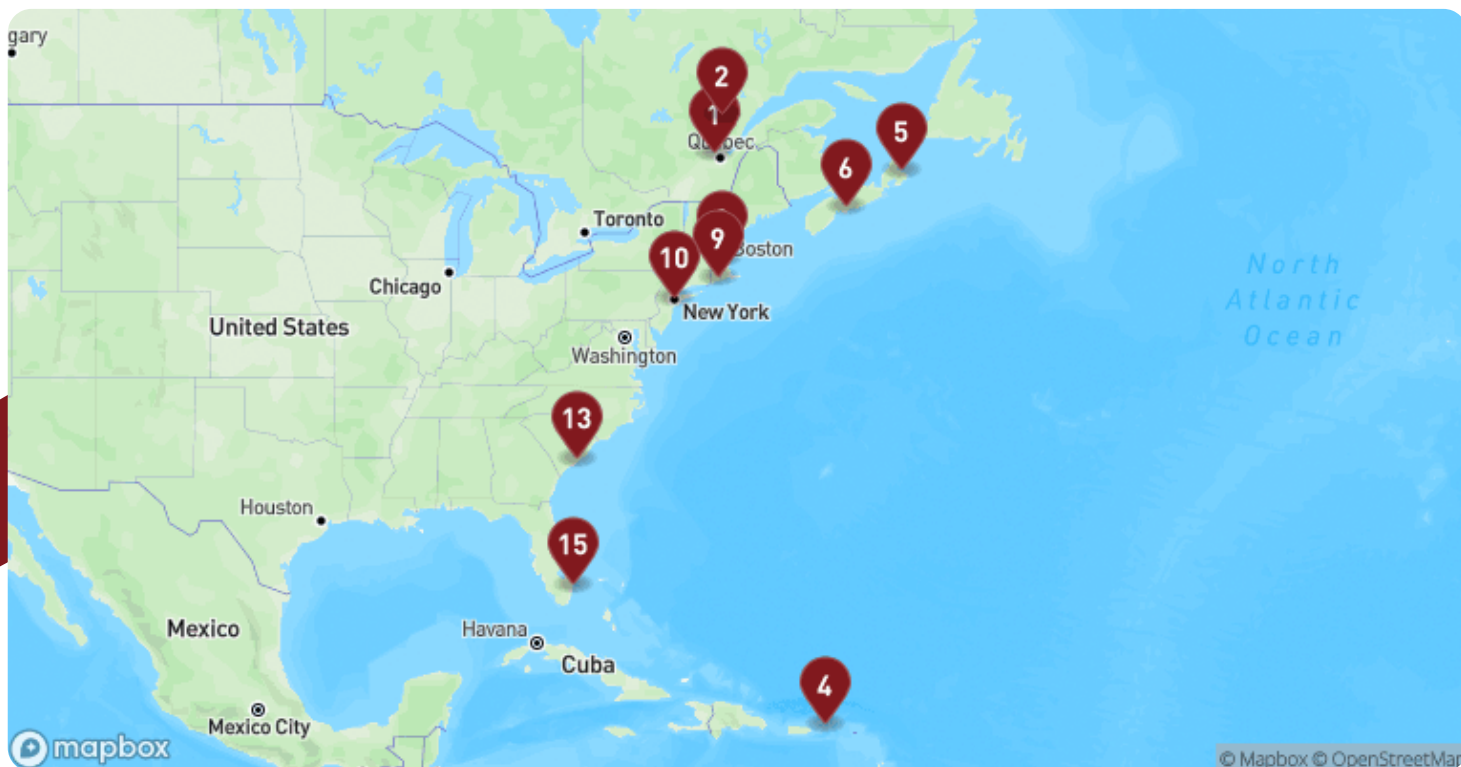 gary
2
1
Quebec
5
6
Toronto
9
Boston
10
Chicago
New York
United States
Washington
North
Atlantic
Ocean
13
Houston
15
Mexico
Havana
Cuba
4
Mexico City
mapbox
© Mapbox © OpenStreetMap